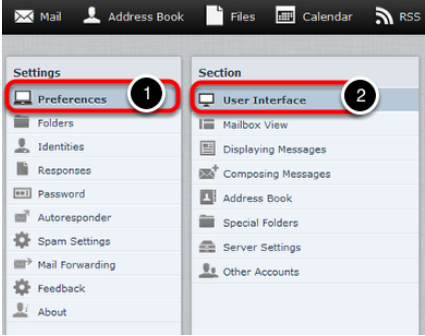 Mail Address Book Files Calendar RSS
Settings
Preferences 1
Folders
Identities
Responses
Password
Autoresponder
Spam Settings
Mail Forwarding
Feedback
About
Section
User Interface 2
Mailbox View
Displaying Messages
Composing Messages
Address Book
Special Folders
Server Settings
Other Accounts